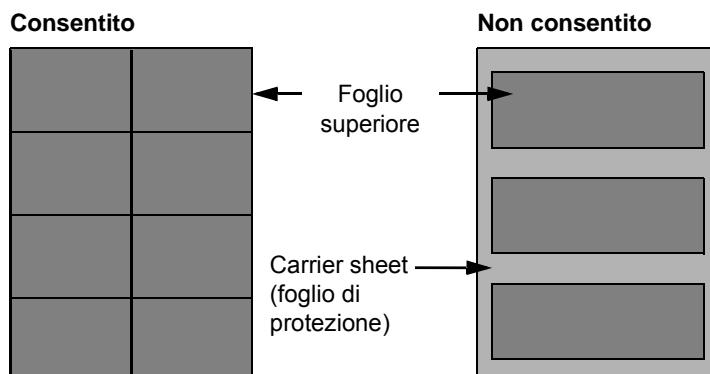 Consentito
Non consentito
Foglio
superiore
Carrier sheet
(foglio di
protezione)